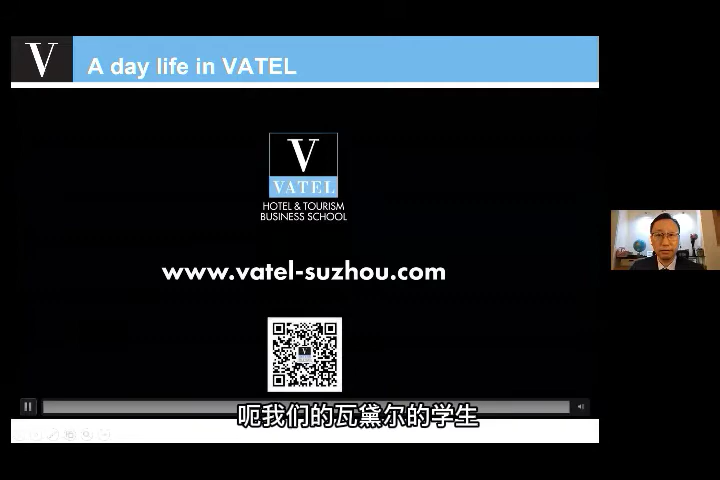 V
A day life in VATEL
V
VATEL
HOTEL & TOURISM
BUSINESS SCHOOL
www.vatel-suzhou.com
V
呃我们的瓦黛尔的学生